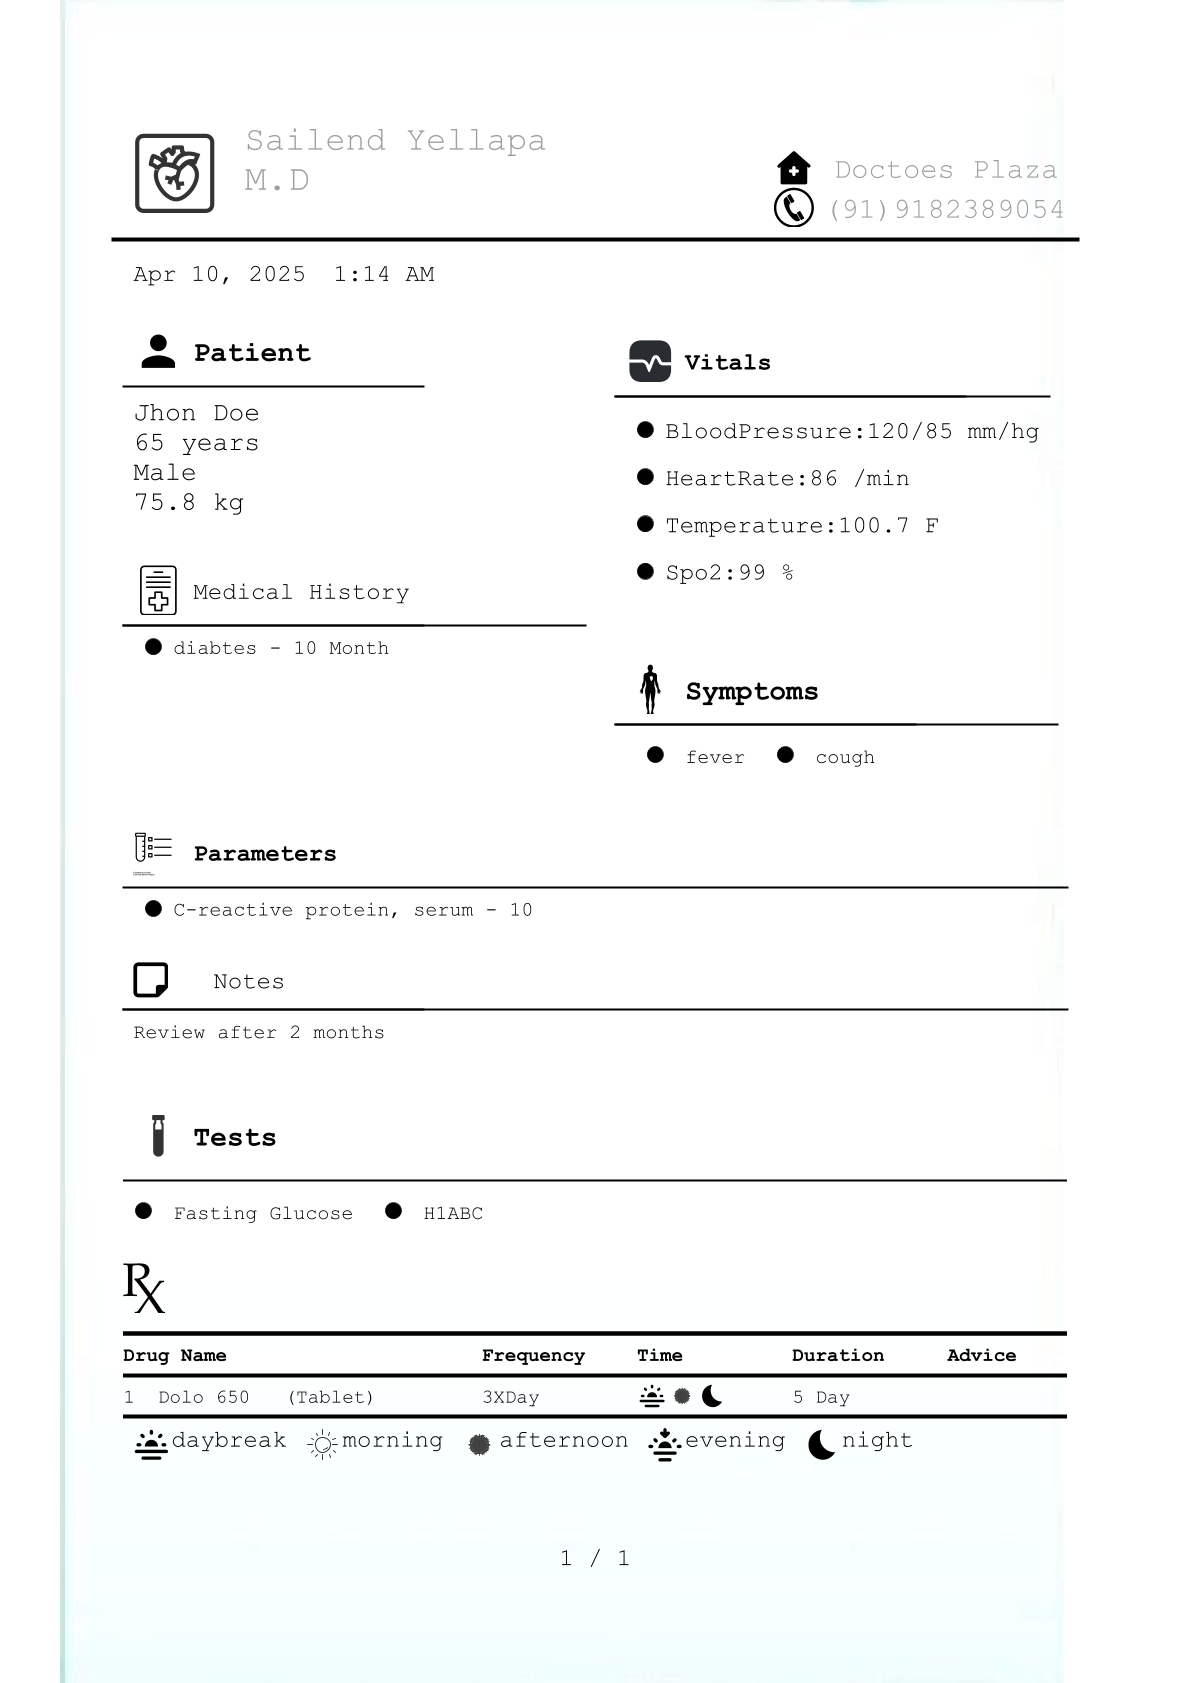 Sailend Yellapa
M.D
Doctoes Plaza
(91)9182389054
Apr 10, 2025  1:14 AM
Patient
Jhon Doe
65 years
Male
75.8 kg
Vitals
BloodPressure:120/85 mm/hg
HeartRate:86 /min
Temperature:100.7 F
Spo2:99 %
Medical History
diabtes - 10 Month
Symptoms
fever cough
Parameters
C-reactive protein, serum - 10
Notes
Review after 2 months
Tests
Fasting Glucose H1ABC
Rx
Drug Name Frequency Time Duration Advice
1 Dolo 650 (Tablet) 3XDay 5 Day
daybreak morning afternoon evening night
1 / 1